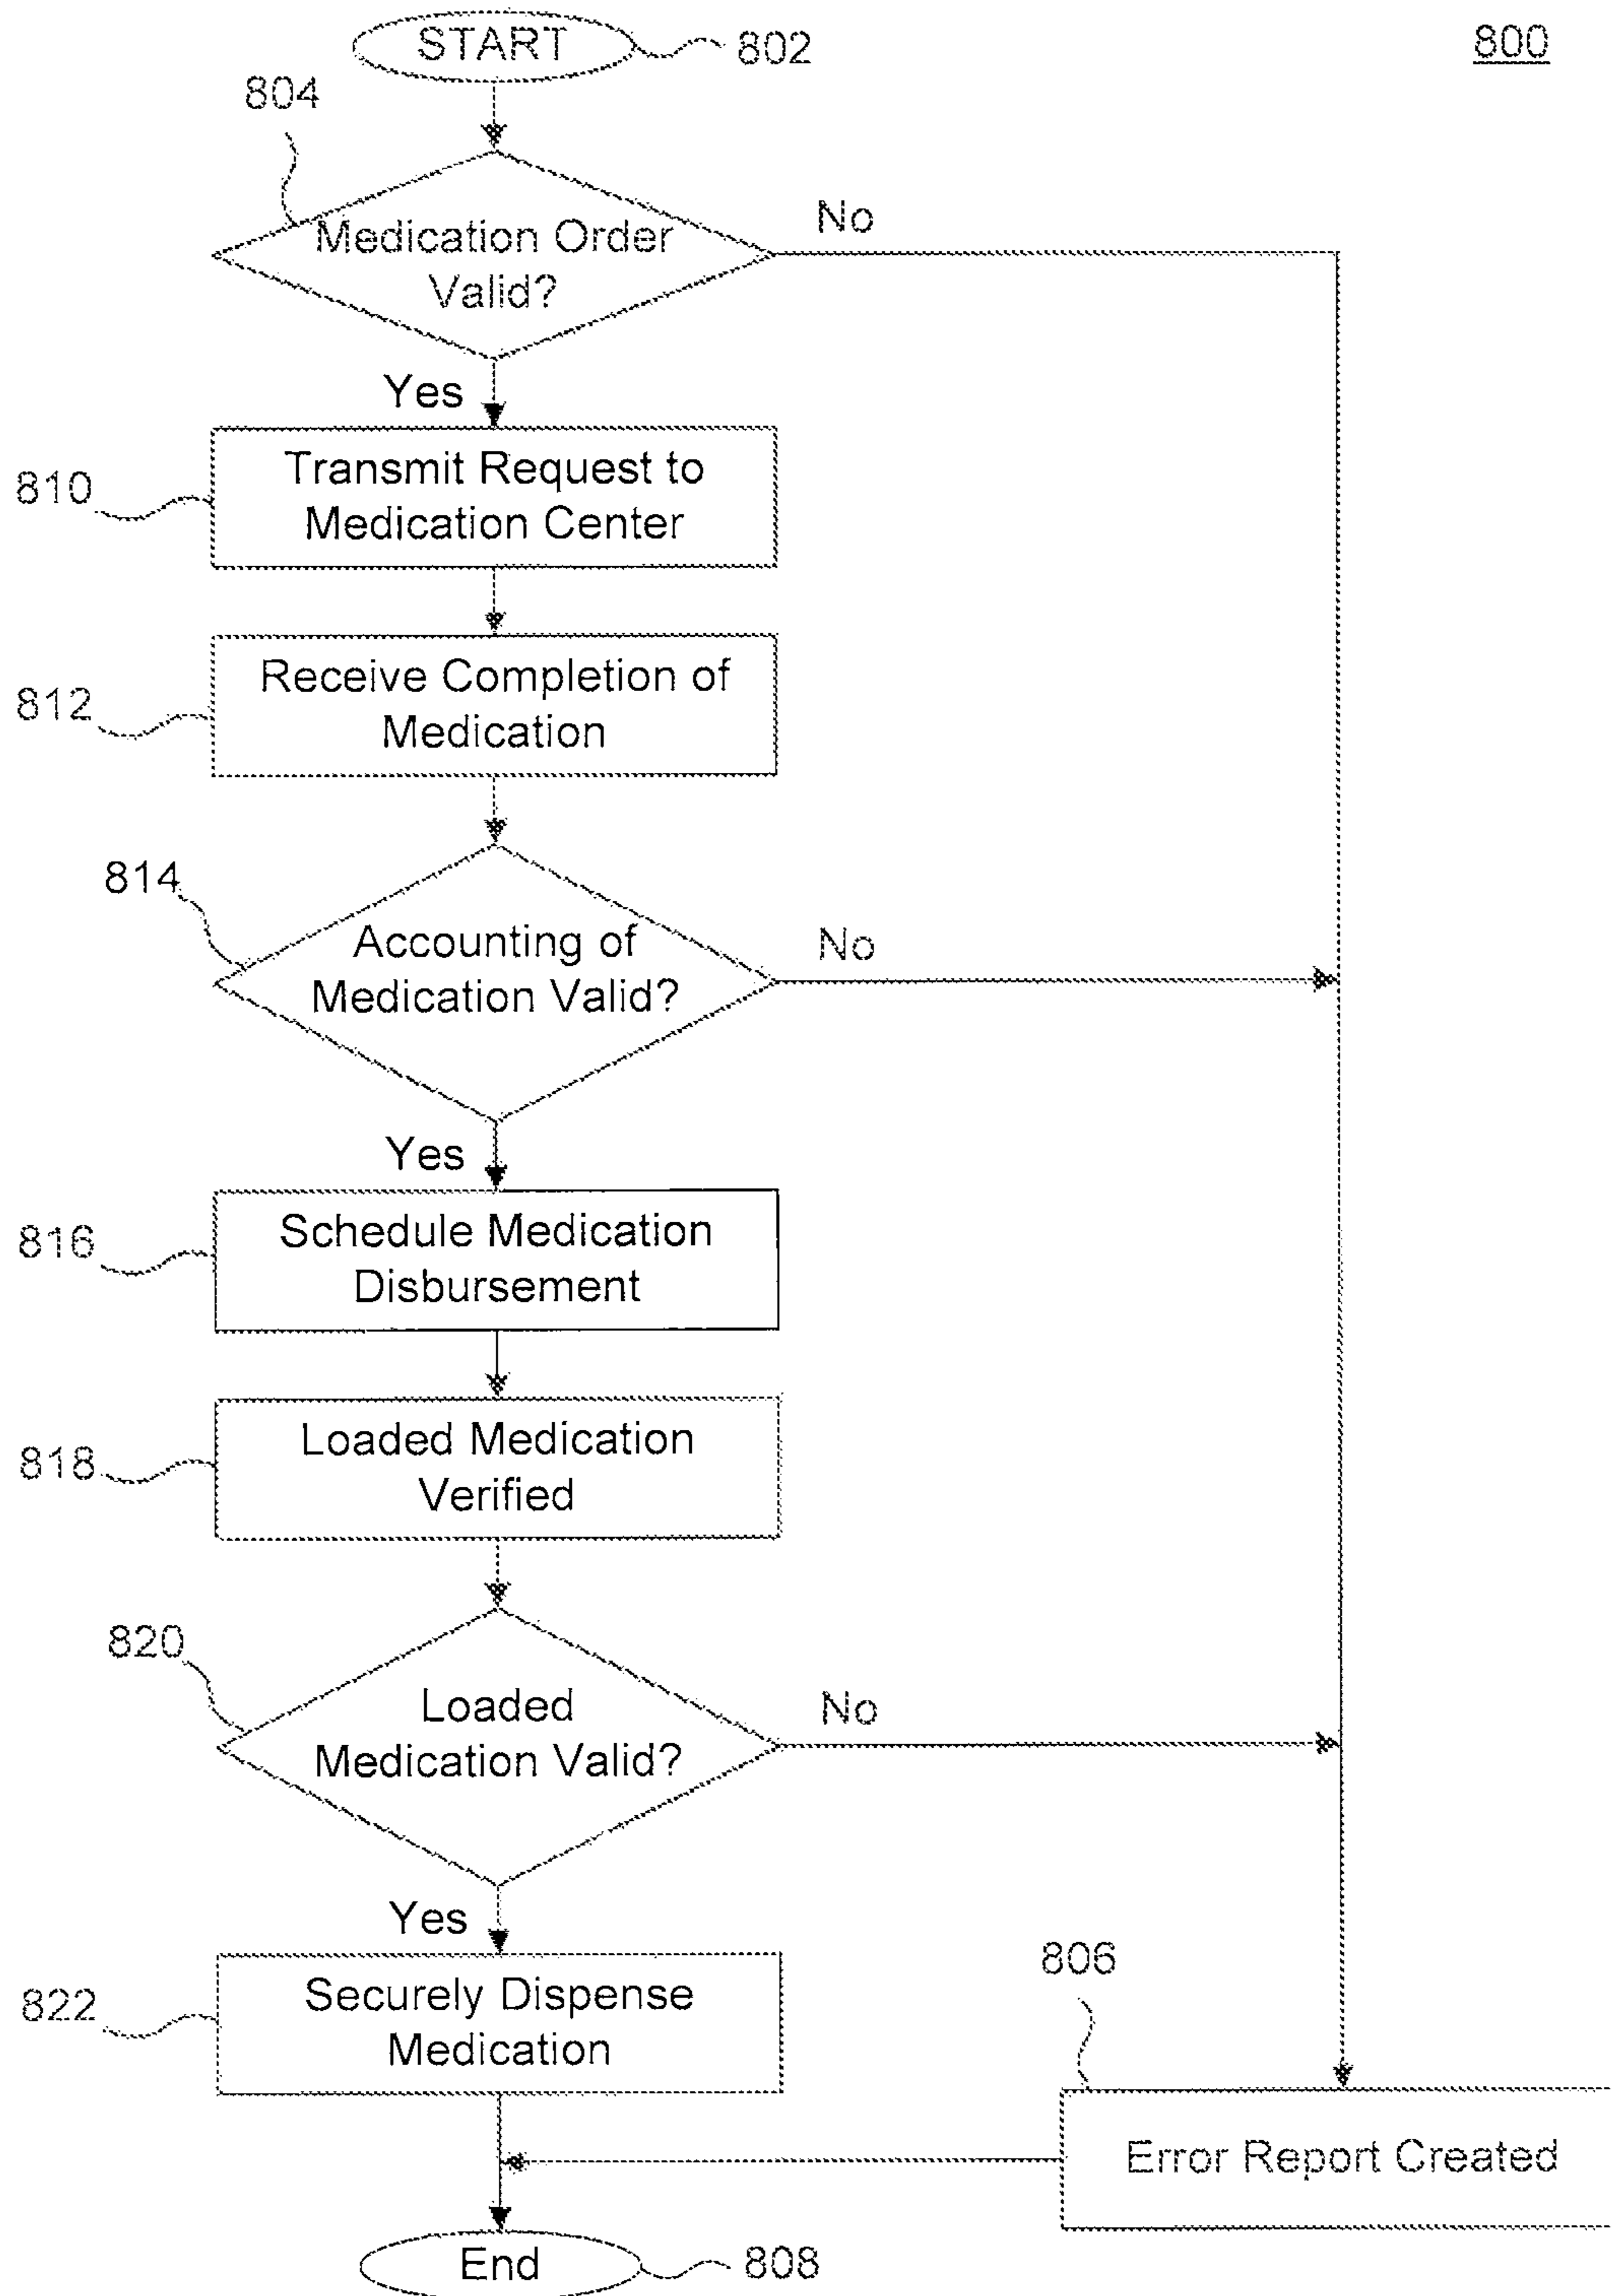 START
802
800
804
Medication Order
Valid?
No
Yes
810
Transmit Request to
Medication Center
812
Receive Completion of
Medication
814
Accounting of
Medication Valid?
No
Yes
816
Schedule Medication
Disbursement
818
Loaded Medication
Verified
820
Loaded
Medication Valid?
No
Yes
822
Securely Dispense
Medication
806
Error Report Created
End
808